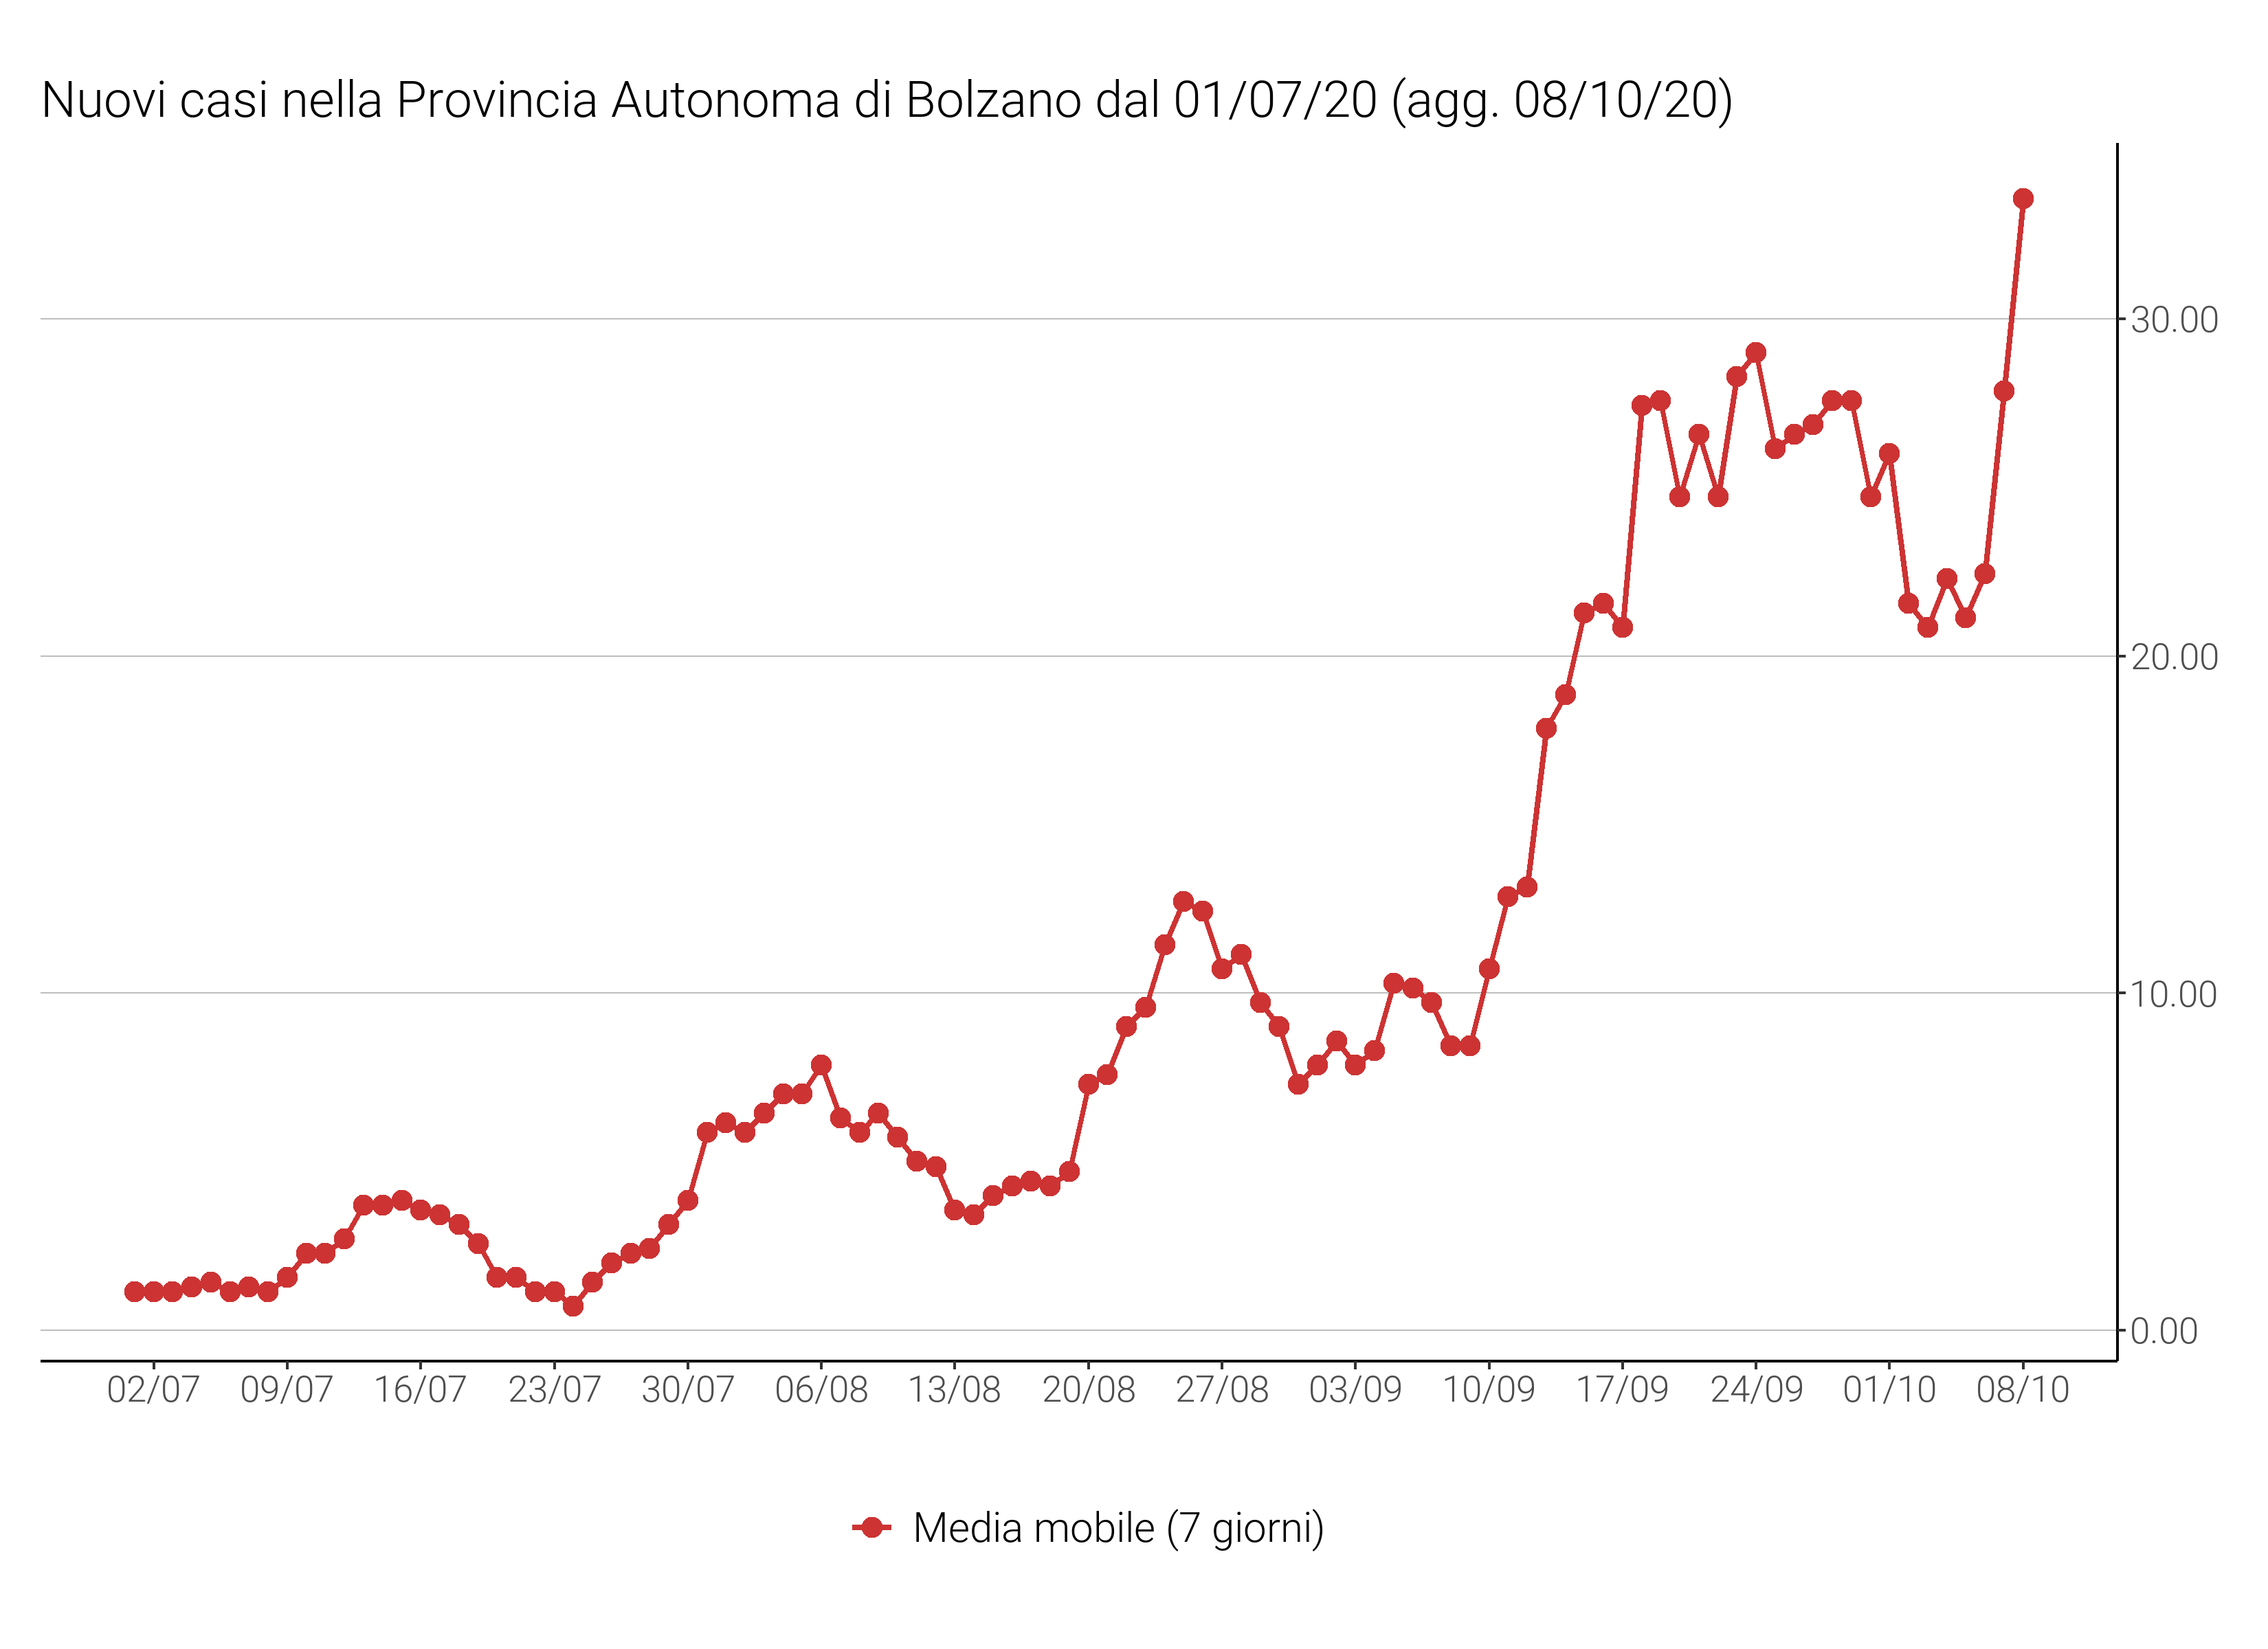 Nuovi casi nella Provincia Autonoma di Bolzano dal 01/07/20 (agg. 08/10/20)
30.00
20.00
10.00
0.00
02/07 09/07 16/07 23/07 30/07 06/08 13/08 20/08 27/08 03/09 10/09 17/09 24/09 01/10 08/10
Media mobile (7 giorni)